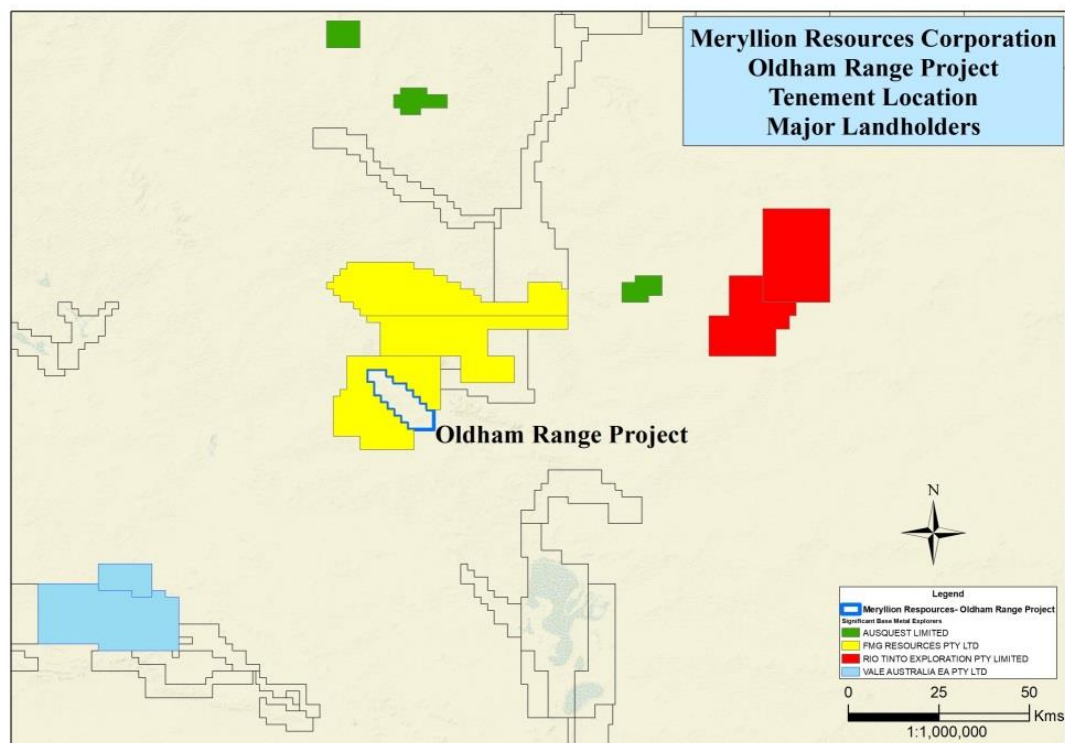 Meryllion Resources Corporation
Oldham Range Project
Tenement Location
Major Landholders
Oldham Range Project
N
Legend
Meryllion Respources- Oldham Range Project
Significant Base Metal Explorers
AUSQUEST LIMITED
FMG RESOURCES PTY LTD
RIO TINTO EXPLORATION PTY LIMITED
VALE AUSTRALIA EA PTY LTD
0 25 50
Kms
1:1,000,000